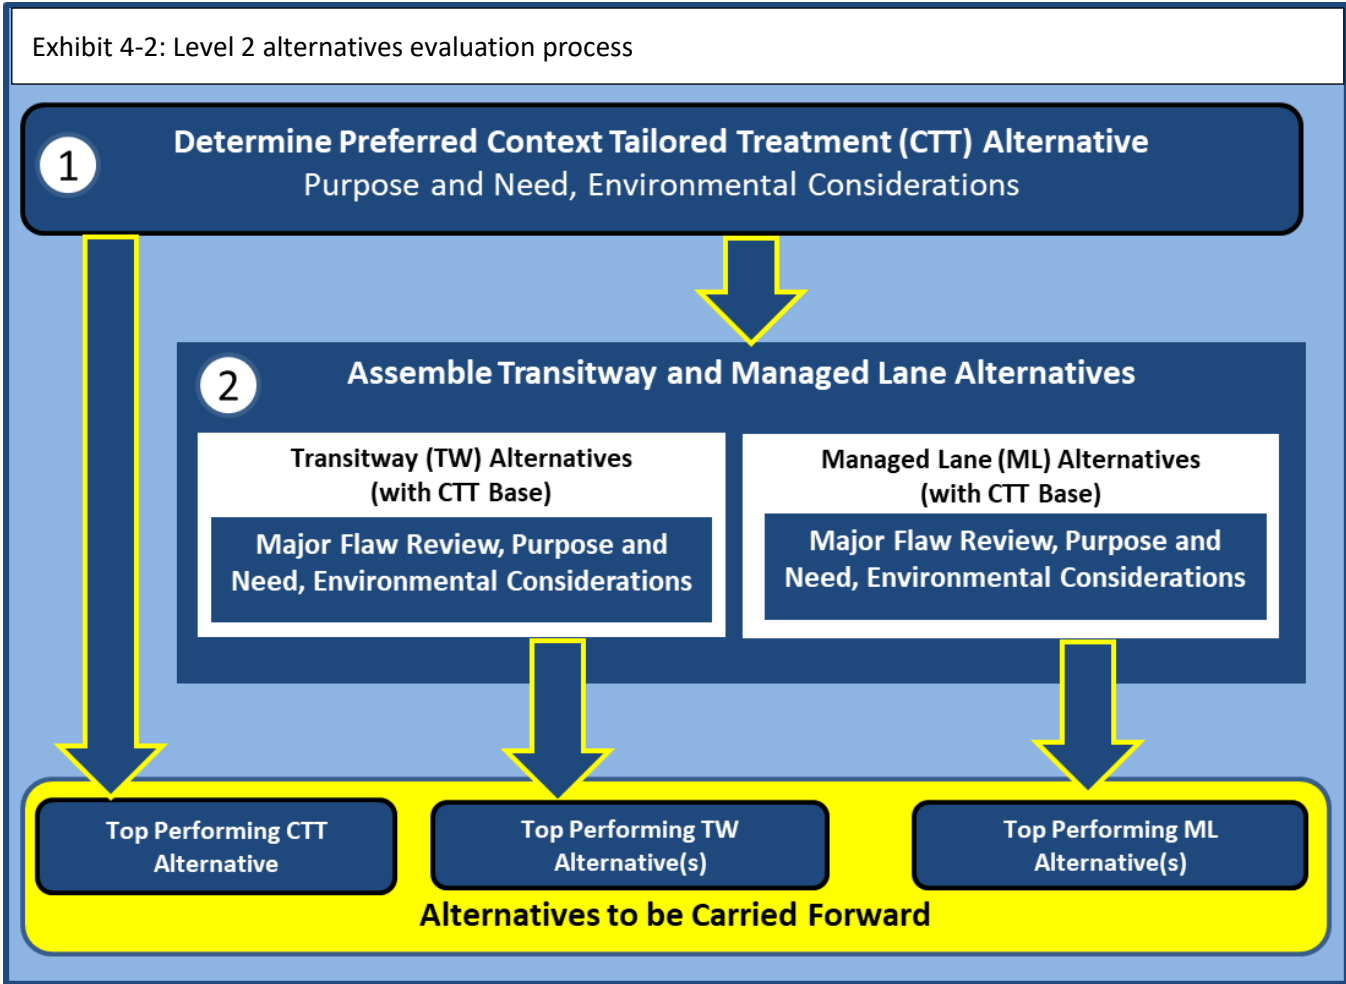 Exhibit 4-2: Level 2 alternatives evaluation process
1
Determine Preferred Context Tailored Treatment (CTT) Alternative
Purpose and Need, Environmental Considerations
2
Assemble Transitway and Managed Lane Alternatives
Transitway (TW) Alternatives
(with CTT Base)
Major Flaw Review, Purpose and
Need, Environmental Considerations
Managed Lane (ML) Alternatives
(with CTT Base)
Major Flaw Review, Purpose and
Need, Environmental Considerations
Top Performing CTT
Alternative
Top Performing TW
Alternative(s)
Top Performing ML
Alternative(s)
Alternatives to be Carried Forward